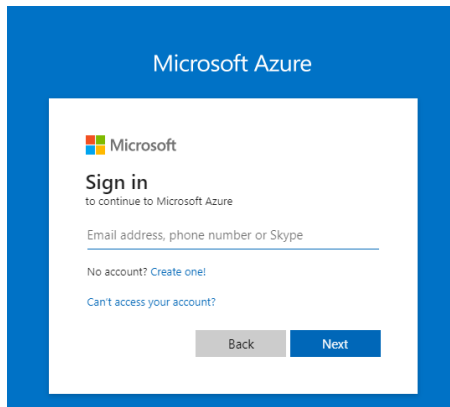 Microsoft Azure
Microsoft
Sign in
to continue to Microsoft Azure
Email address, phone number or Skype
No account? Create one!
Can't access your account?
Back Next